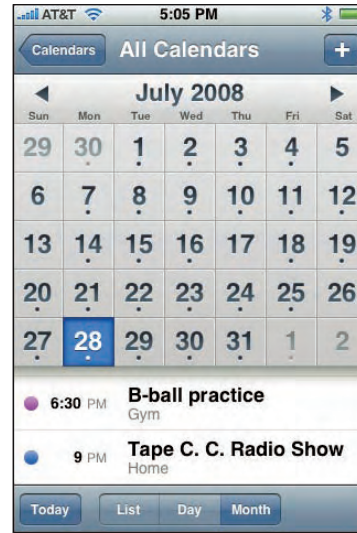 AT&T 5:05 PM
Calendars All Calendars +
July 2008
Sun Mon Tue Wed Thu Fri Sat
29 30 1 2 3 4 5
6 7 8 9 10 11 12
13 14 15 16 17 18 19
20 21 22 23 24 25 26
27 28 29 30 31 1 2
6:30 PM B-ball practice
Gym
9 PM Tape C. C. Radio Show
Home
Today List Day Month